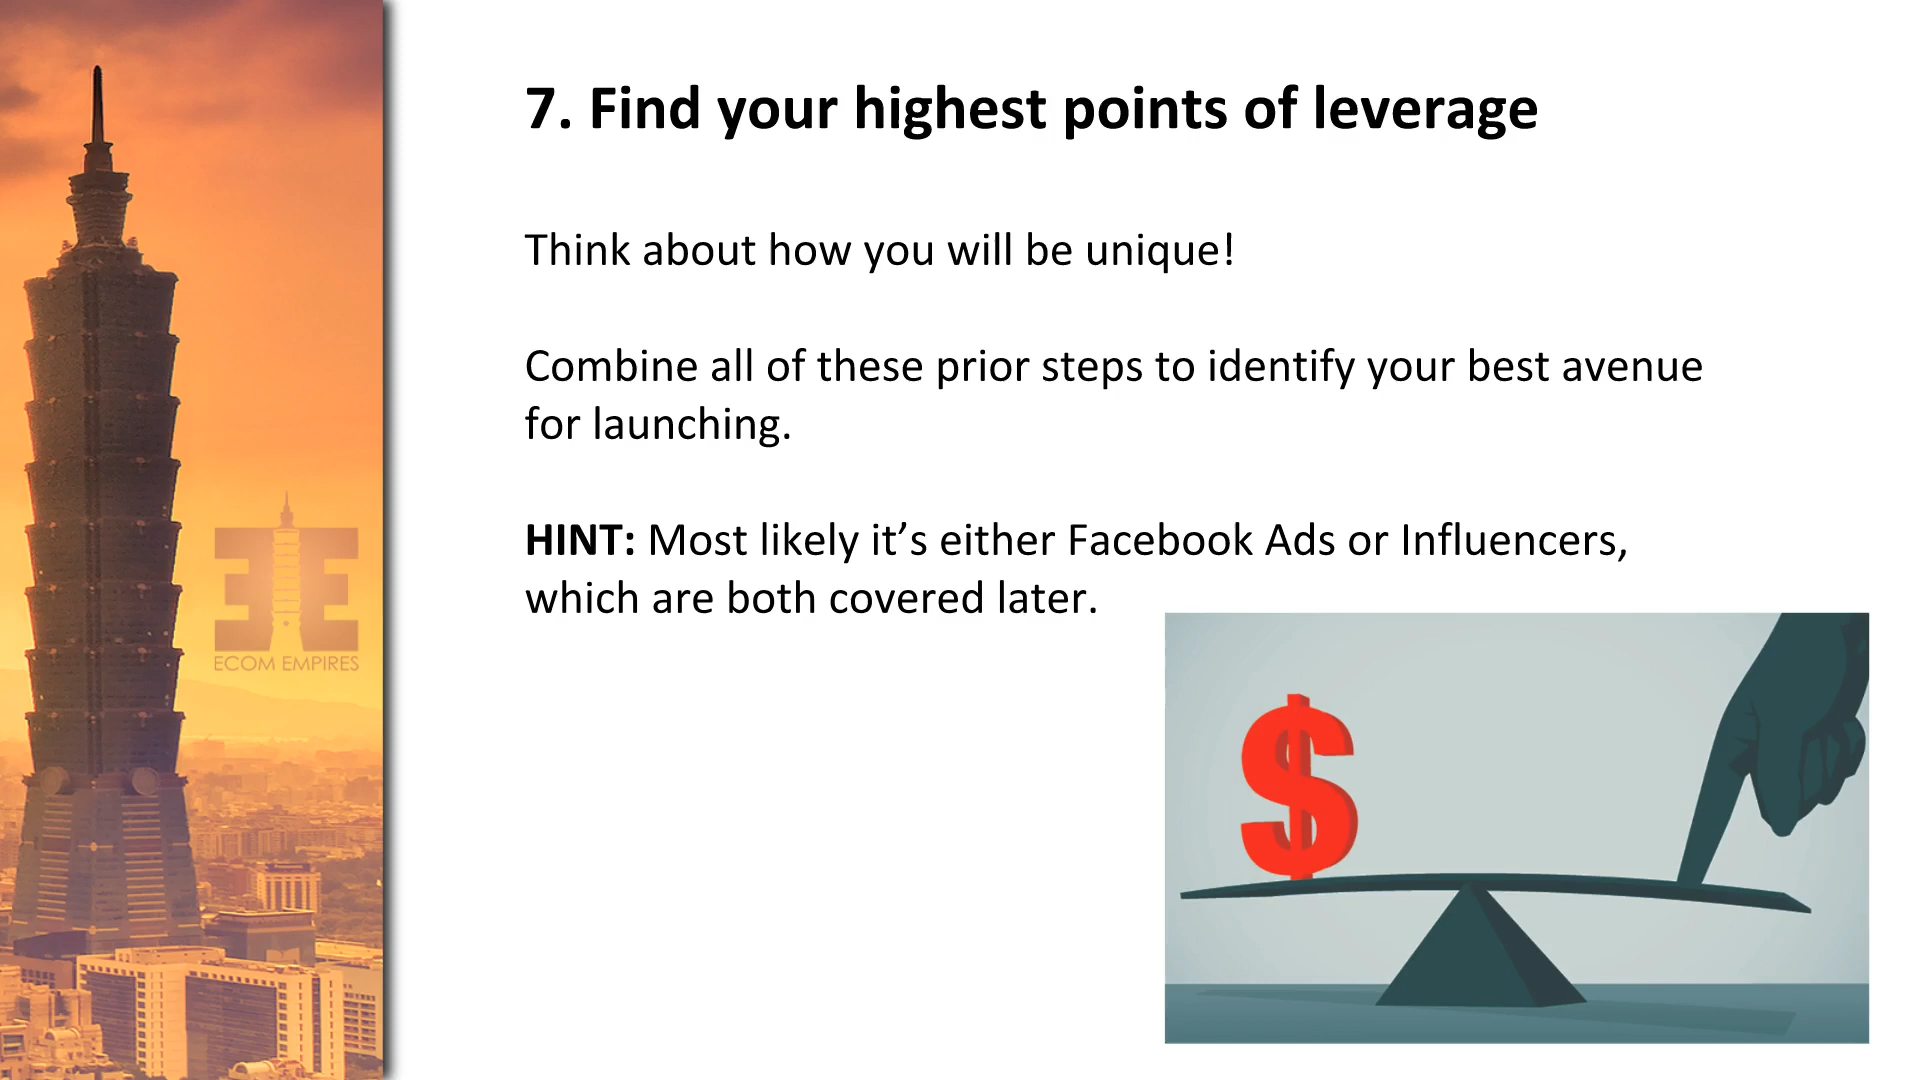 7. Find your highest points of leverage
Think about how you will be unique!
Combine all of these prior steps to identify your best avenue
for launching.
HINT: Most likely it’s either Facebook Ads or Influencers,
which are both covered later.
ECOM EMPIRES
$